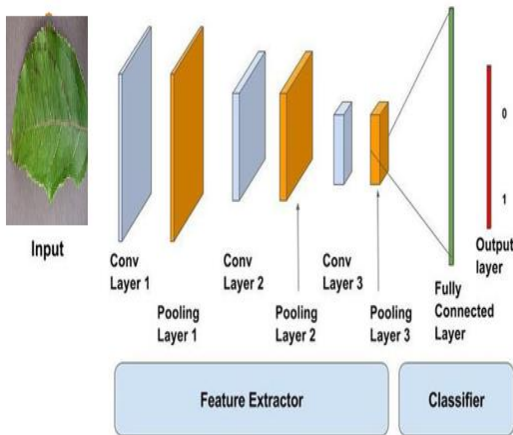 Input
Conv
Layer 1
Pooling
Layer 1
Conv
Layer 2
Pooling
Layer 2
Conv
Layer 3
Pooling
Layer 3
Fully
Connected
Layer
0
1
Output
layer
Feature Extractor
Classifier